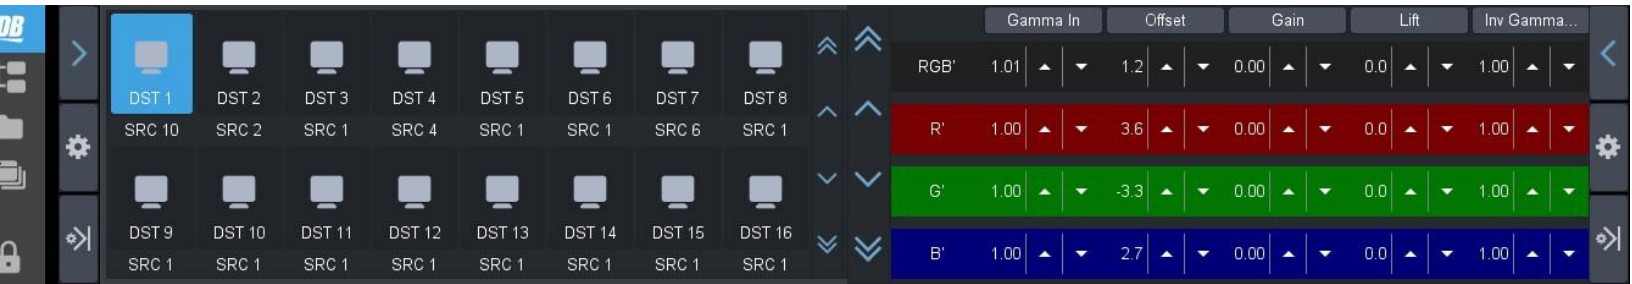 DB
Gamma In Offset Gain Lift Inv Gamma...
DST 1 DST 2 DST 3 DST 4 DST 5 DST 6 DST 7 DST 8
SRC 10 SRC 2 SRC 1 SRC 4 SRC 1 SRC 1 SRC 6 SRC 1
DST 9 DST 10 DST 11 DST 12 DST 13 DST 14 DST 15 DST 16
SRC 1 SRC 1 SRC 1 SRC 1 SRC 1 SRC 1 SRC 1 SRC 1
RGB' 1.01 1.2 0.00 0.0 1.00
R' 1.00 3.6 0.00 0.0 1.00
G' 1.00 -3.3 0.00 0.0 1.00
B' 1.00 2.7 0.00 0.0 1.00